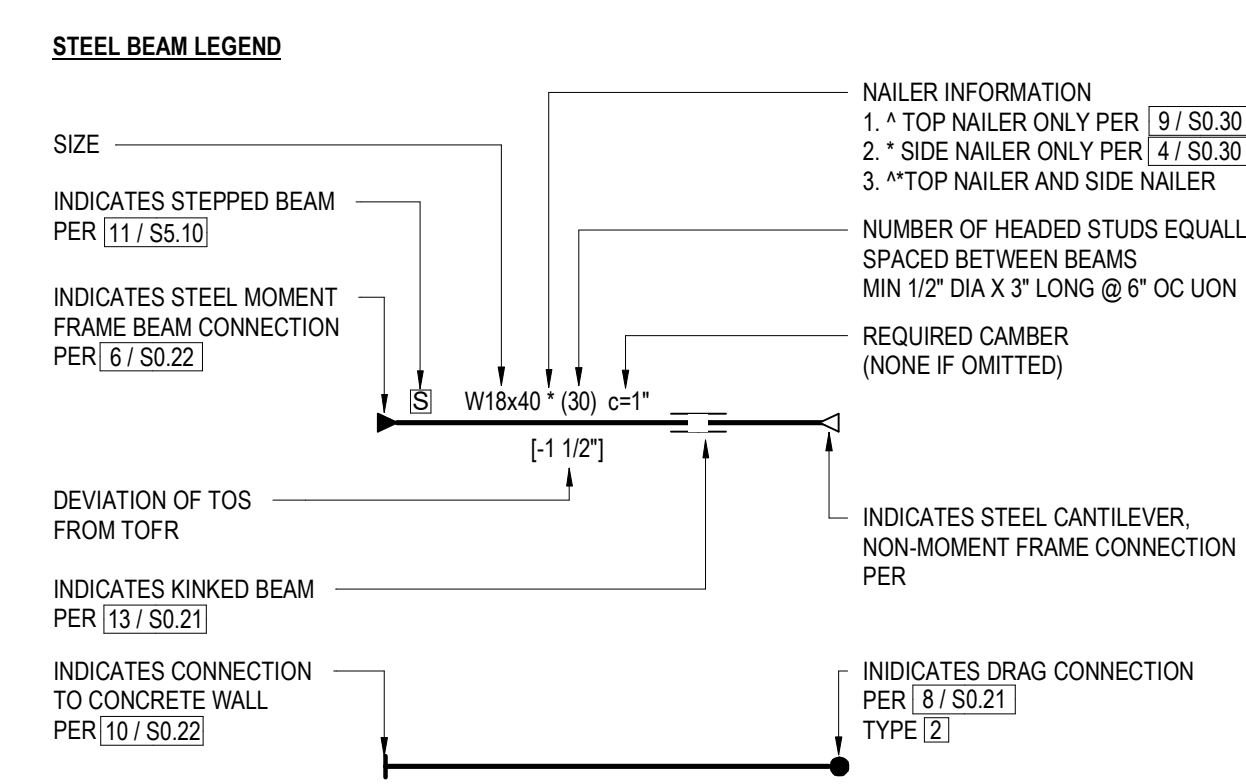 STEEL BEAM LEGEND
SIZE
INDICATES STEPPED BEAM
PER 11 / S5.10
INDICATES STEEL MOMENT
FRAME BEAM CONNECTION
PER 6 / S0.22
NAILER INFORMATION
1. ^ TOP NAILER ONLY PER 9 / S0.30
2. * SIDE NAILER ONLY PER 4 / S0.30
3. ^*TOP NAILER AND SIDE NAILER
NUMBER OF HEADED STUDS EQUALL
SPACED BETWEEN BEAMS
MIN 1/2" DIA X 3" LONG @ 6" OC UON
REQUIRED CAMBER
(NONE IF OMITTED)
S W18x40 * (30) c=1"
[-1 1/2"]
DEVIATION OF TOS
FROM TOFR
INDICATES KINKED BEAM
PER 13 / S0.21
INDICATES STEEL CANTILEVER,
NON-MOMENT FRAME CONNECTION
PER
INDICATES CONNECTION
TO CONCRETE WALL
PER 10 / S0.22
INIDICATES DRAG CONNECTION
PER 8 / S0.21
TYPE 2